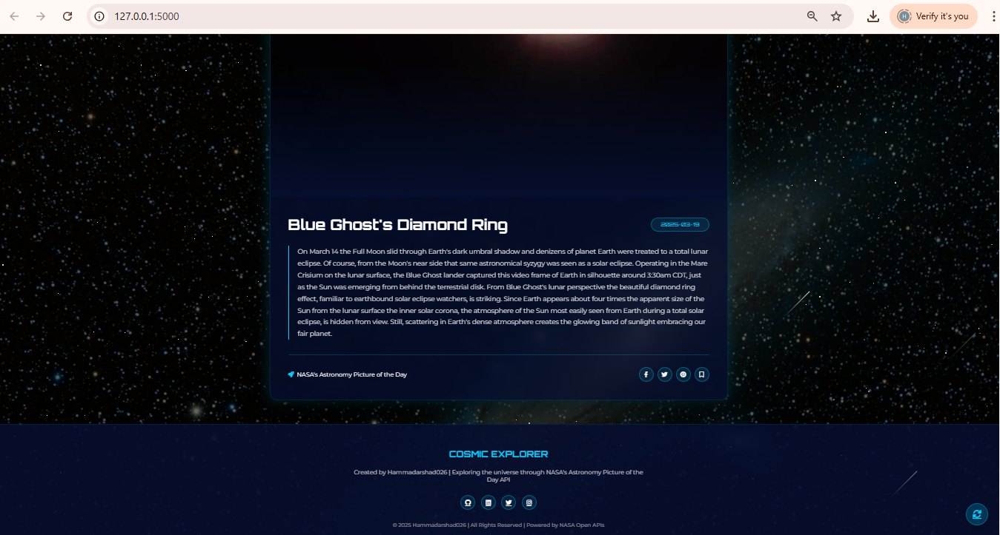 127.0.0.1:5000
H
Verify it's you
Blue Ghost's Diamond Ring
2025-03-19
On March 14 the Full Moon slid through Earth's dark umbral shadow and denizens of planet Earth were treated to a total lunar
eclipse. Of course, from the Moon's near side that same astronomical syzygy was seen as a solar eclipse. Operating in the Mare
Crisium on the lunar surface, the Blue Ghost lander captured this video frame of Earth in silhouette around 3:30am CDT, just
as the Sun was emerging from behind the terrestrial disk. From Blue Ghost's lunar perspective the beautiful diamond ring
effect, familiar to earthbound solar eclipse watchers, is striking. Since Earth appears about four times the apparent size of the
Sun from the lunar surface the inner solar corona, the atmosphere of the Sun most easily seen from Earth during a total solar
eclipse, is hidden from view. Still, scattering in Earth's dense atmosphere creates the glowing band of sunlight embracing our
fair planet.
NASA's Astronomy Picture of the Day
COSMIC EXPLORER
Created by Hammadarshad026 | Exploring the universe through NASA's Astronomy Picture of the
Day API
© 2025 Hammadarshad026 | All Rights Reserved | Powered by NASA Open APIs